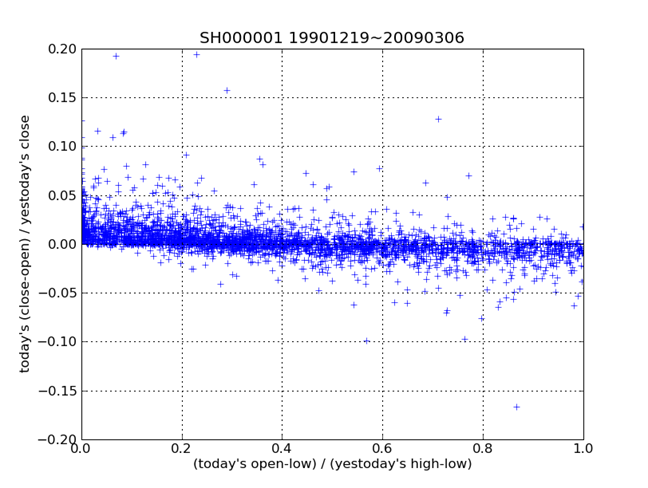 SH000001 19901219~20090306
0.20
0.15
0.10
0.05
0.00
−0.05
−0.10
−0.15
−0.20
today's (close-open) / yestoday's close
0.0 0.2 0.4 0.6 0.8 1.0
(today's open-low) / (yestoday's high-low)